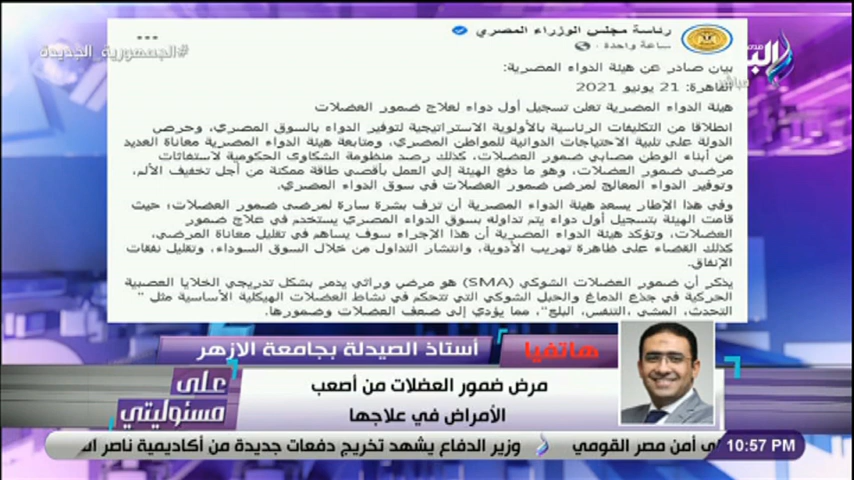 #الجمهورية_الجديدة
رئاسة مجلس الوزراء المصري
ساعة واحدة ·
البلد
مباشر
بيان صادر عن هيئة الدواء المصرية:
القاهرة: 21 يونيو 2021
هيئة الدواء المصرية تعلن تسجيل أول دواء لعلاج ضمور العضلات
انطلاقا من التكليفات الرئاسية بالأولوية الاستراتيجية لتوفير الدواء بالسوق المصري، وحرص
الدولة على تلبية الاحتياجات الدوائية للمواطن المصري، ومتابعة هيئة الدواء المصرية معاناة العديد
من أبناء الوطن مصابي ضمور العضلات، كذلك رصد منظومة الشكاوى الحكومية لاستغاثات
مرضى ضمور العضلات، وهو ما دفع الهيئة إلى العمل بأقصى طاقة ممكنة من أجل تخفيف الألم،
وتوفير الدواء المعالج لمرض ضمور العضلات في سوق الدواء المصري.
وفي هذا الإطار يسعد هيئة الدواء المصرية أن تزف بشرة سارة لمرضى ضمور العضلات؛ حيث
قامت الهيئة بتسجيل أول دواء يتم تداوله بسوق الدواء المصري يستخدم في علاج ضمور
العضلات، وتؤكد هيئة الدواء المصرية أن هذا الإجراء سوف يساهم في تقليل معاناة المرضى،
كذلك القضاء على ظاهرة تهريب الأدوية، وانتشار التداول من خلال السوق السوداء، وتقليل نفقات
الإنفاق.
يذكر أن ضمور العضلات الشوكي (SMA) هو مرض وراثي يدمر بشكل تدريجي الخلايا العصبية
الحركية في جذع الدماغ والحبل الشوكي التي تتحكم في نشاط العضلات الهيكلية الأساسية مثل "
التحدث، المشي،التنفس، البلع"، مما يؤدي إلى ضعف العضلات وضمورها.
هاتفيا
أستاذ الصيدلة بجامعة الازهر
مرض ضمور العضلات من أصعب
الأمراض في علاجها
على
مسئوليتي
10:57 PM
ى أمن مصر القومي وزير الدفاع يشهد تخريج دفعات جديدة من أكاديمية ناصر